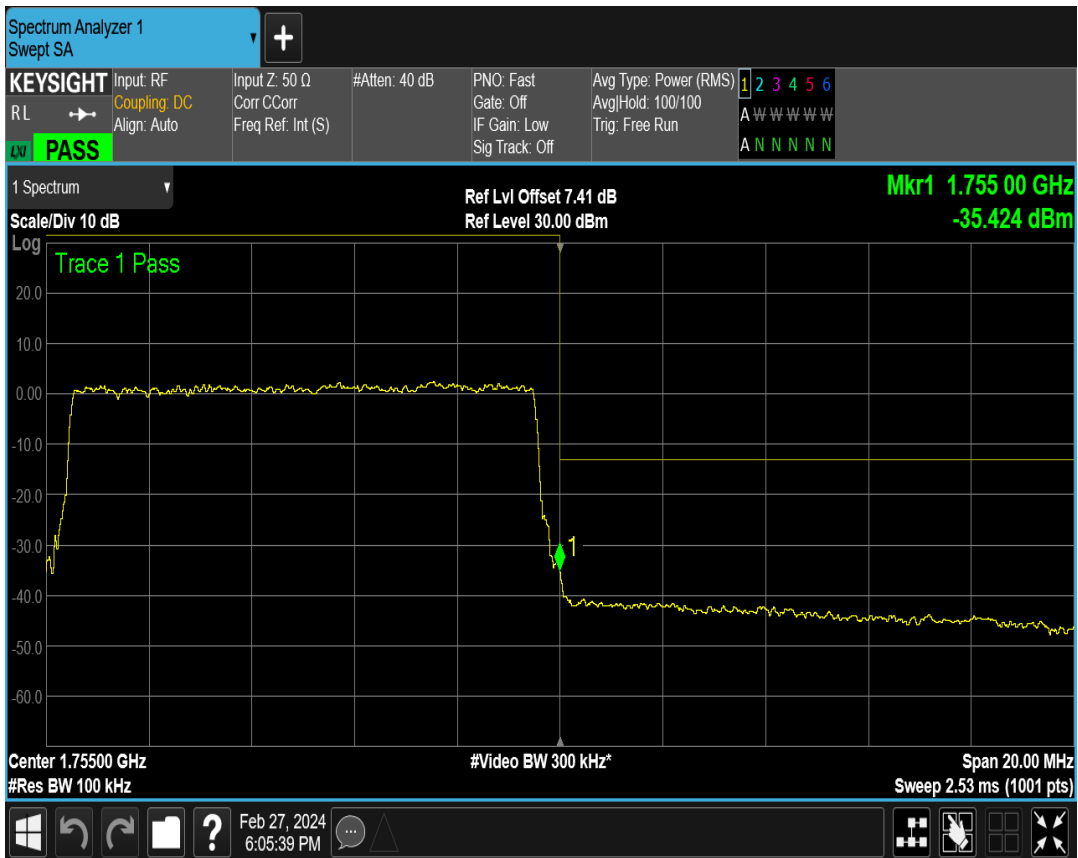 Spectrum Analyzer 1
Swept SA
+
KEYSIGHT
RL
LXI PASS
Input: RF
Coupling: DC
Align: Auto
Input Z: 50 Ω
Corr CCorr
Freq Ref: Int (S)
#Atten: 40 dB
PNO: Fast
Gate: Off
IF Gain: Low
Sig Track: Off
Avg Type: Power (RMS)
Avg|Hold: 100/100
Trig: Free Run
1 2 3 4 5 6
A W W W W W
A N N N N N
1 Spectrum
Scale/Div 10 dB
Ref Lvl Offset 7.41 dB
Ref Level 30.00 dBm
Mkr1 1.755 00 GHz
-35.424 dBm
Log
Trace 1 Pass
20.0
10.0
0.00
-10.0
-20.0
-30.0
1
-40.0
-50.0
-60.0
Center 1.75500 GHz
#Video BW 300 kHz*
Span 20.00 MHz
#Res BW 100 kHz
Sweep 2.53 ms (1001 pts)
?
Feb 27, 2024
6:05:39 PM